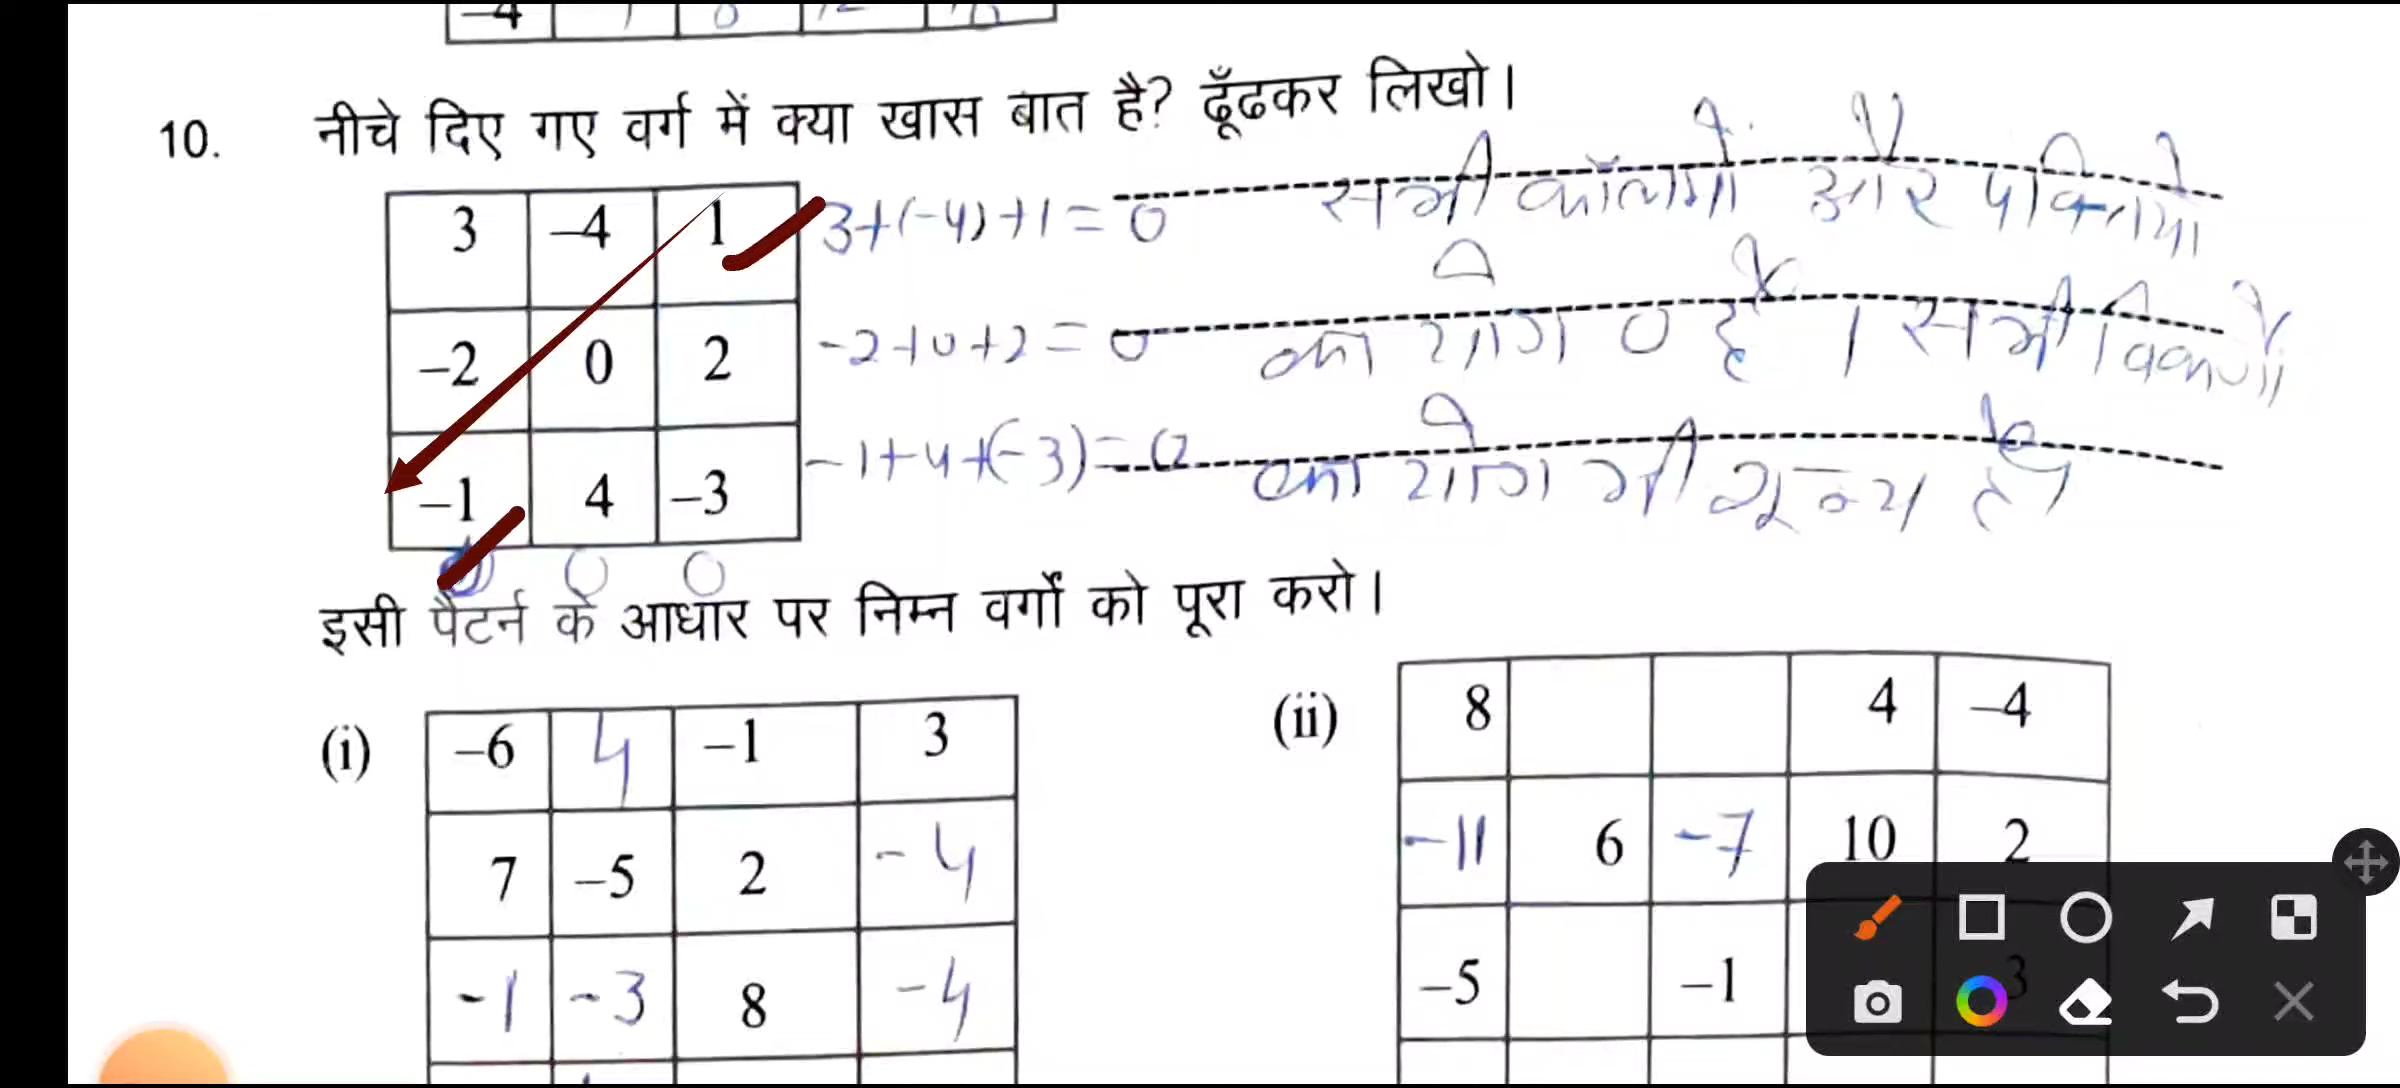 -4
10. नीचे दिए गए वर्ग में क्या खास बात है? ढूँढकर लिखो।
3 -4 1 3+(-4)+1=0 सभी कॉलमों और पंक्तियों
-2 0 2 -2+0+2=0 का योग 0 है। सभी विकर्णों
-1 4 -3 -1+4+(-3)=0 का योग भी शून्य है
0 0 0
इसी पैटर्न के आधार पर निम्न वर्गों को पूरा करो।
(i)
-6 4 -1 3
7 -5 2 -4
-1 -3 8 -4
(ii)
8 4 -4
-11 6 -7 10 2
-5 -1 3